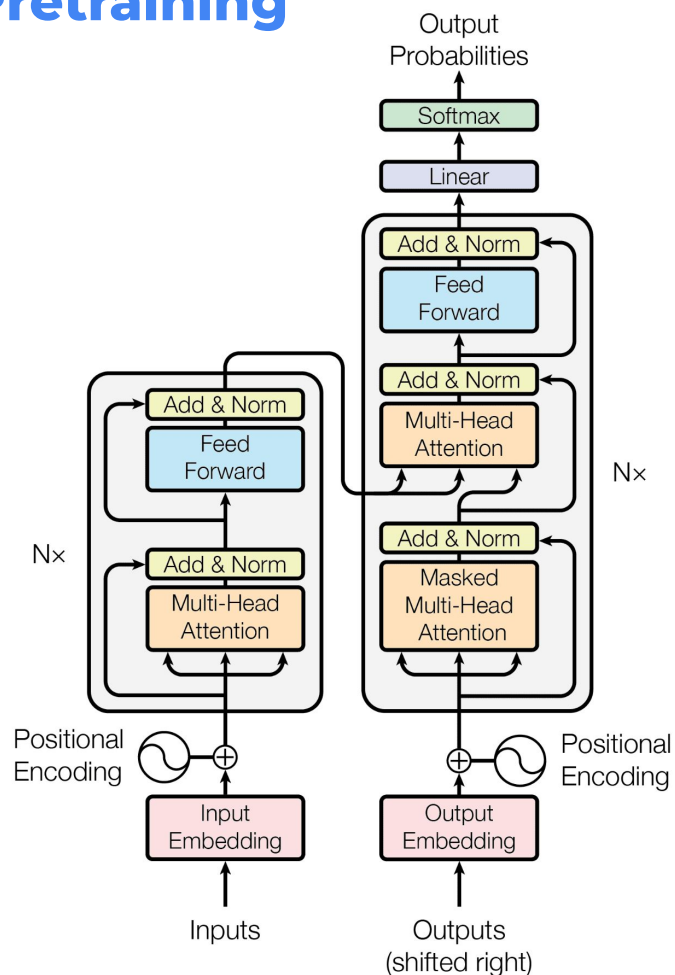 Pretraining
Output
Probabilities
Softmax
Linear
Add & Norm
Feed
Forward
Add & Norm
Multi-Head
Attention
N×
Add & Norm
Masked
Multi-Head
Attention
Add & Norm
Feed
Forward
N×
Add & Norm
Multi-Head
Attention
Positional
Encoding
Positional
Encoding
Input
Embedding
Output
Embedding
Inputs
Outputs
(shifted right)